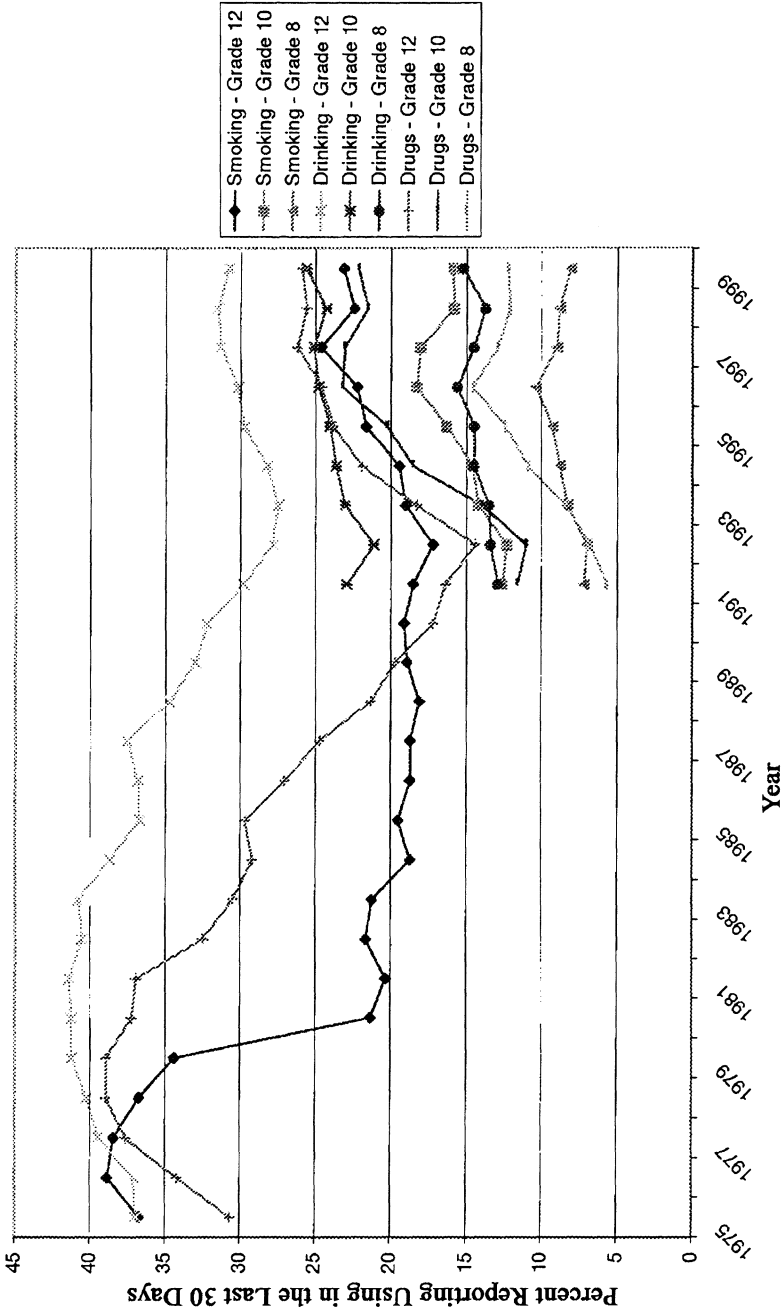 Percent Reporting Using in the Last 30 Days
45
40
35
30
25
20
15
10
5
0
1975
1977
1979
1981
1983
1985
1987
1989
1991
1993
1995
1997
1999
Year
Smoking - Grade 12
Smoking - Grade 10
Smoking - Grade 8
Drinking - Grade 12
Drinking - Grade 10
Drinking - Grade 8
Drugs - Grade 12
Drugs - Grade 10
Drugs - Grade 8